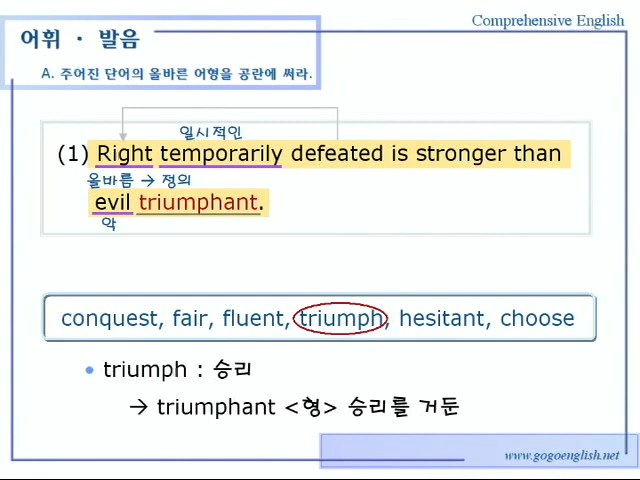 Comprehensive English
어휘 · 발음
A. 주어진 단어의 올바른 어형을 공란에 써라.
일시적인
(1) Right temporarily defeated is stronger than
올바름 → 정의
evil triumphant.
악
conquest, fair, fluent, triumph, hesitant, choose
• triumph : 승리
→ triumphant <형> 승리를 거둔
www.gogoenglish.net